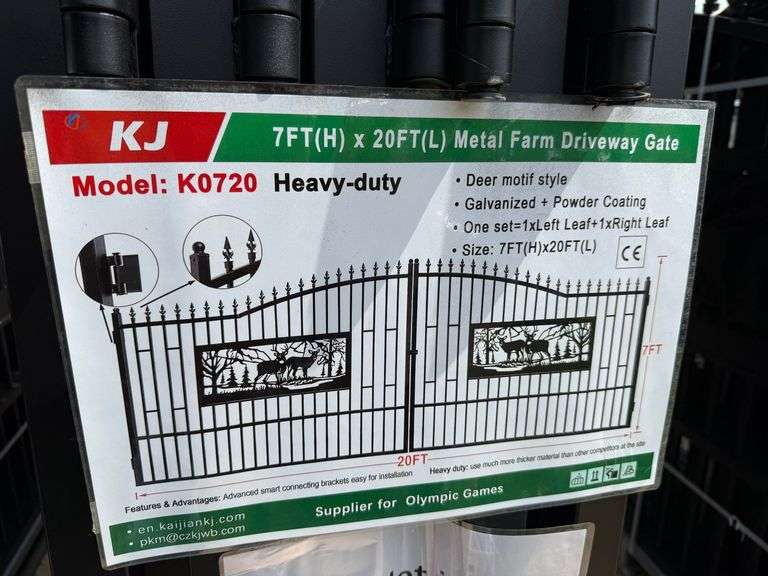 KJ
7FT(H) x 20FT(L) Metal Farm Driveway Gate
Model: K0720 Heavy-duty
• Deer motif style
• Galvanized + Powder Coating
• One set=1xLeft Leaf+1xRight Leaf
• Size: 7FT(H)x20FT(L)
CE
7FT
20FT
Features & Advantages: Advanced smart connecting brackets easy for installation
Heavy duty: use much more thicker material than other competitors at the site
• en.kaijiankj.com
• pkm@czkjwb.com
Supplier for Olympic Games